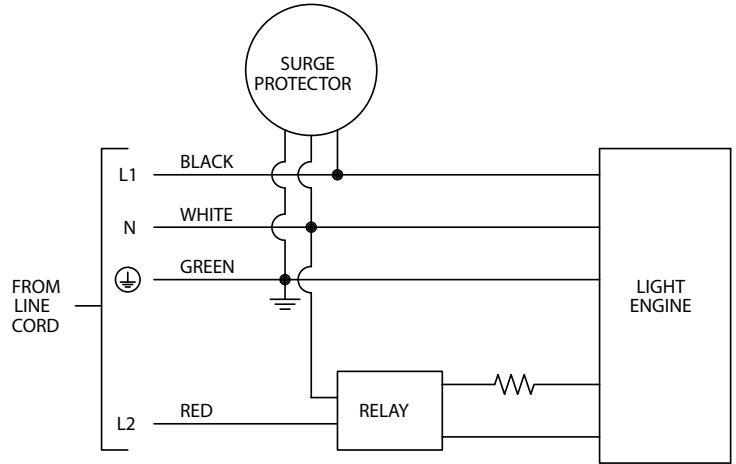 SURGE
PROTECTOR
L1
BLACK
N
WHITE
GREEN
FROM
LINE
CORD
LIGHT
ENGINE
L2
RED
RELAY